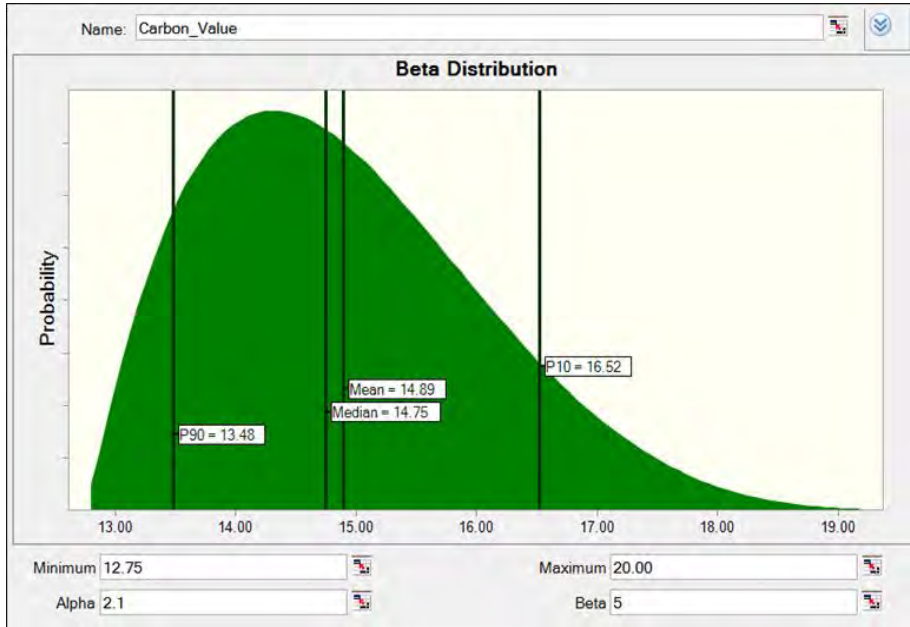 Name: Carbon_Value
Beta Distribution
Probability
P10 = 16.52
Mean = 14.89
Median = 14.75
P90 = 13.48
13.00 14.00 15.00 16.00 17.00 18.00 19.00
Minimum 12.75 Maximum 20.00
Alpha 2.1 Beta 5